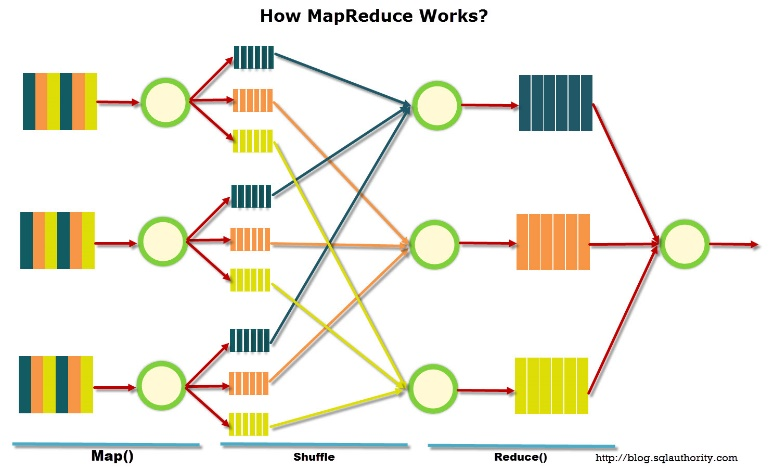 How MapReduce Works?
Map()
Shuffle
Reduce()
http://blog.sqlauthority.com